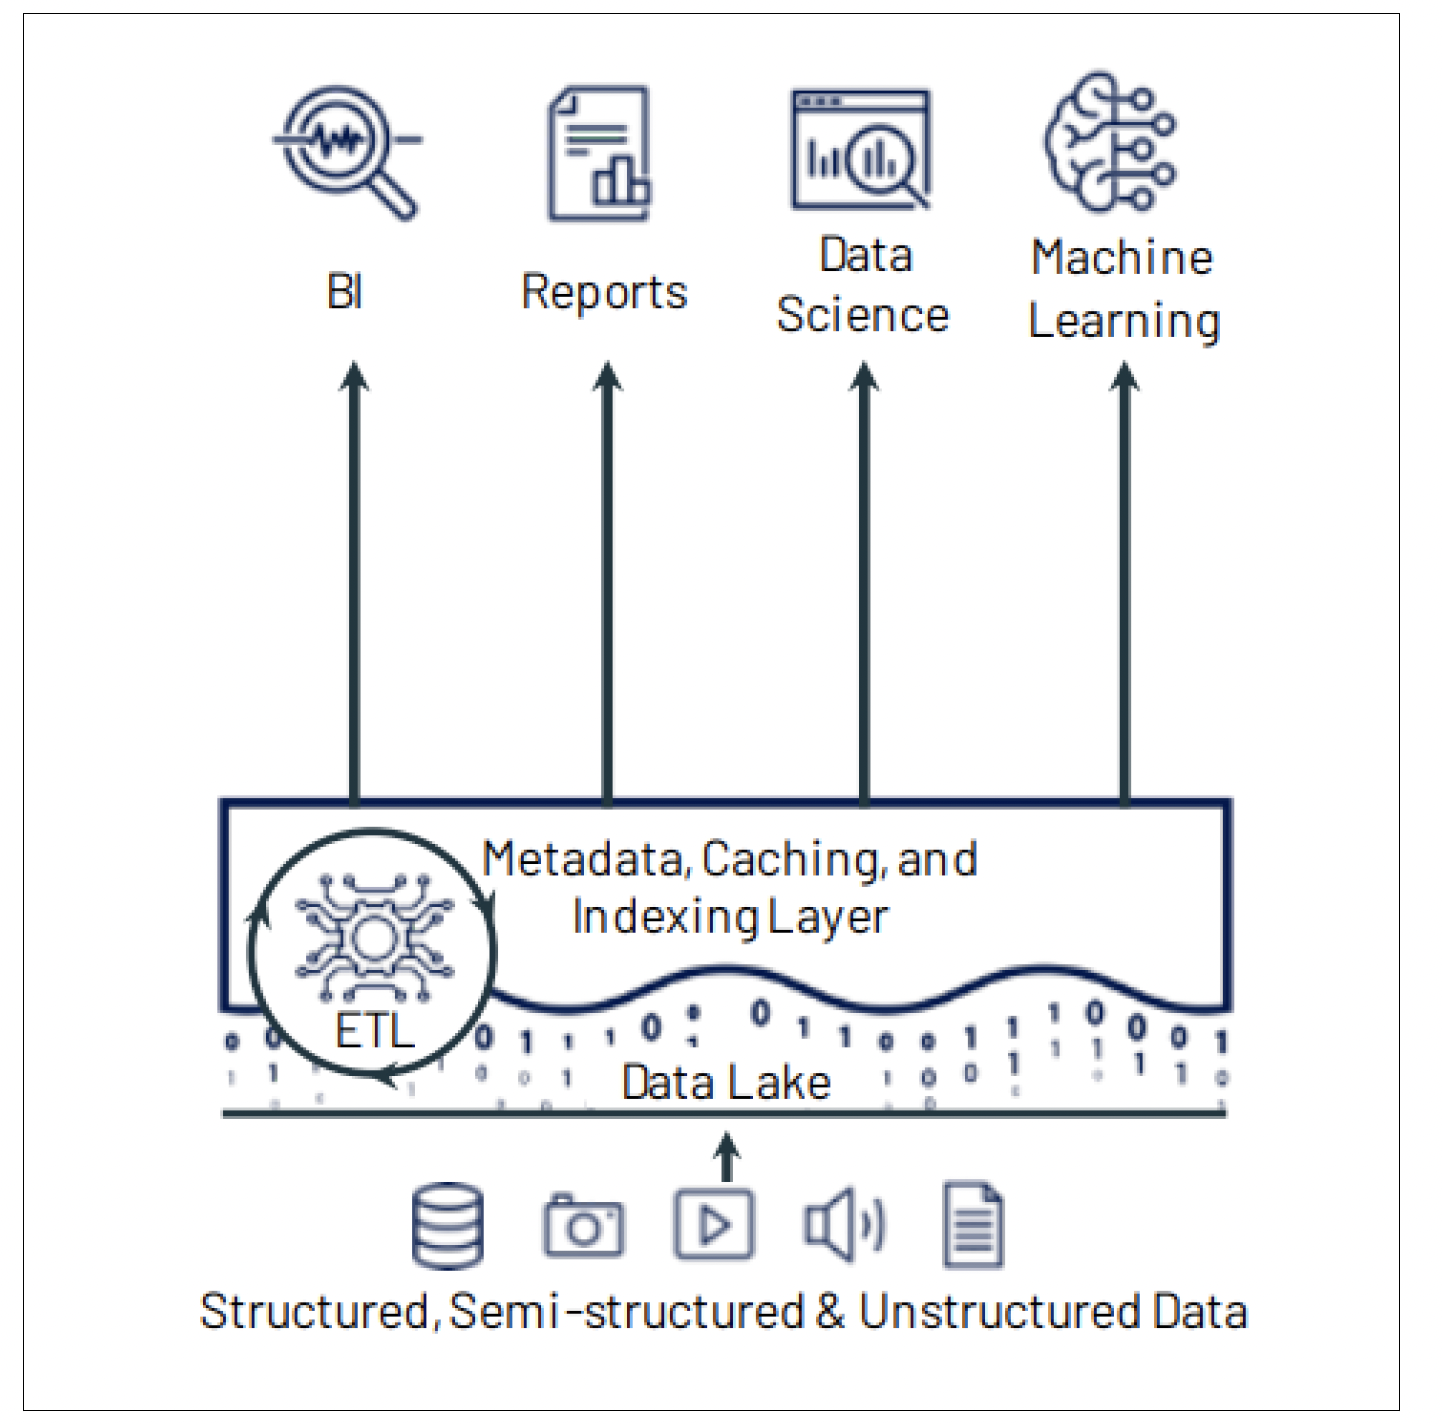 BI
Reports
Data
Science
Machine
Learning
Metadata, Caching, and
Indexing Layer
ETL
Data Lake
Structured, Semi-structured & Unstructured Data